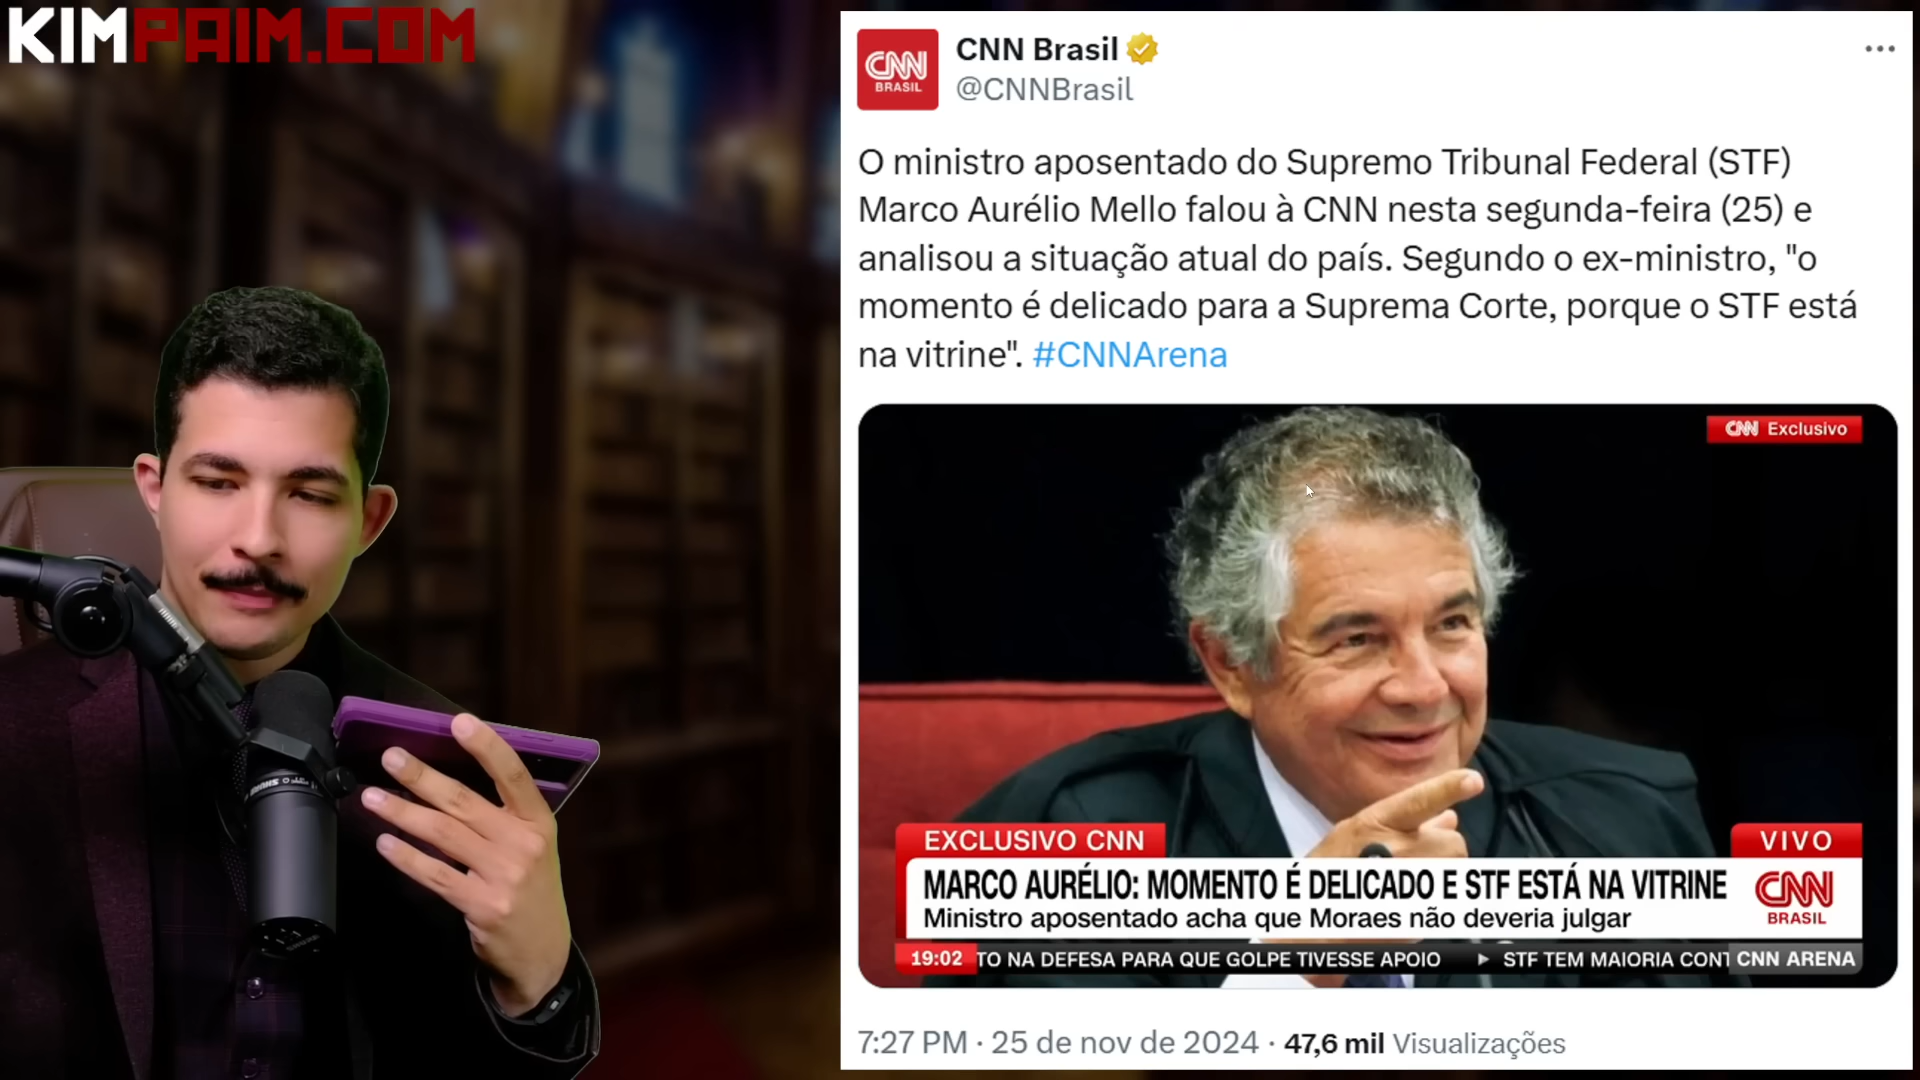 KIMPAIM.COM
CNN Brasil
@CNNBrasil
O ministro aposentado do Supremo Tribunal Federal (STF)
Marco Aurélio Mello falou à CNN nesta segunda-feira (25) e
analisou a situação atual do país. Segundo o ex-ministro, "o
momento é delicado para a Suprema Corte, porque o STF está
na vitrine". #CNNArena
CNN Exclusivo
EXCLUSIVO CNN
VIVO
MARCO AURÉLIO: MOMENTO É DELICADO E STF ESTÁ NA VITRINE
Ministro aposentado acha que Moraes não deveria julgar
CNN
BRASIL
19:02 TO NA DEFESA PARA QUE GOLPE TIVESSE APOIO ▶ STF TEM MAIORIA CONT CNN ARENA
7:27 PM · 25 de nov de 2024 · 47,6 mil Visualizações
CNN
BRASIL
SHURE